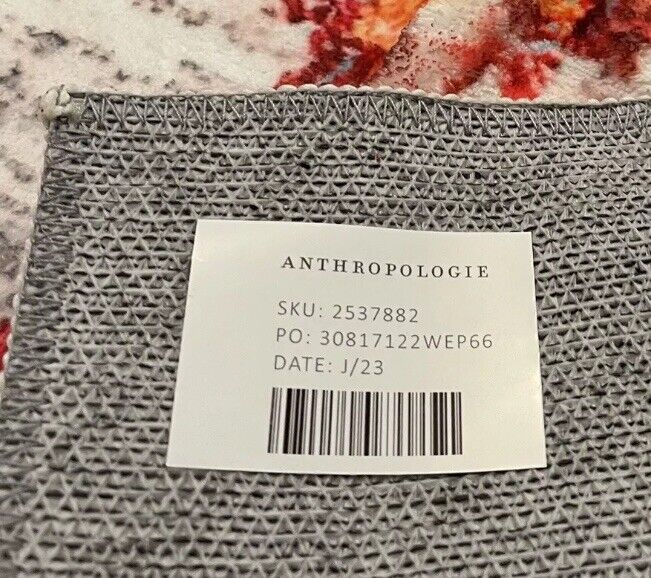 ANTHROPOLOGIE
SKU: 2537882
PO: 30817122WEP66
DATE: J/23